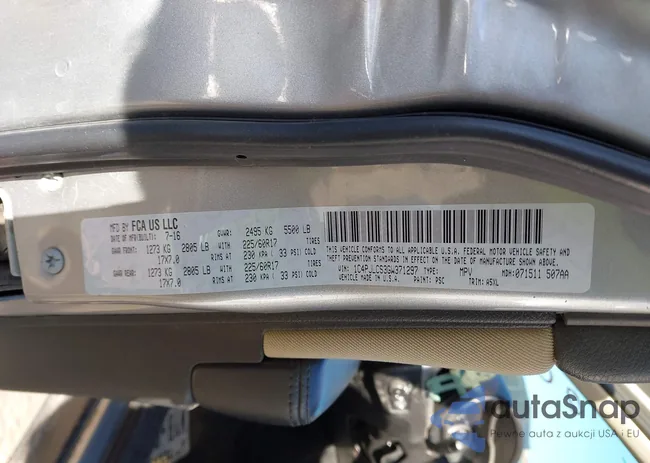 MFD BY FCA US LLC
DATE OF MFD(BUILT): 7-16
GVWR: 2495 KG 5500 LB
GAWR FRONT: 1273 KG 2805 LB WITH 225/60R17 TIRES
17X7.0 RIMS AT 230 KPA ( 33 PSI) COLD
GAWR REAR: 1273 KG 2805 LB WITH 225/60R17 TIRES
17X7.0 RIMS AT 230 KPA ( 33 PSI) COLD
THIS VEHICLE CONFORMS TO ALL APPLICABLE U.S.A. FEDERAL MOTOR VEHICLE SAFETY AND
THEFT PREVENTION STANDARDS IN EFFECT ON THE DATE OF MANUFACTURE SHOWN ABOVE.
VIN: 1C4PJLCS3GW371297 TYPE: MPV MDH: 071511 507AA
VEHICLE MADE IN U.S.A. PAINT: PSC TRIM: A5XL
autaSnap
Pewne auta z aukcji USA i EU